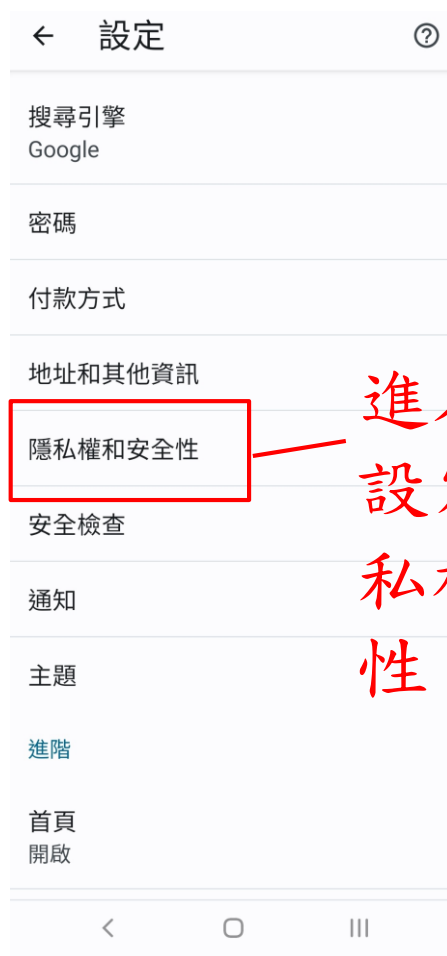 設定
搜尋引擎
Google
密碼
付款方式
地址和其他資訊
隱私權和安全性
安全檢查
通知
主題
進階
首頁
開啟
進
設
私
性